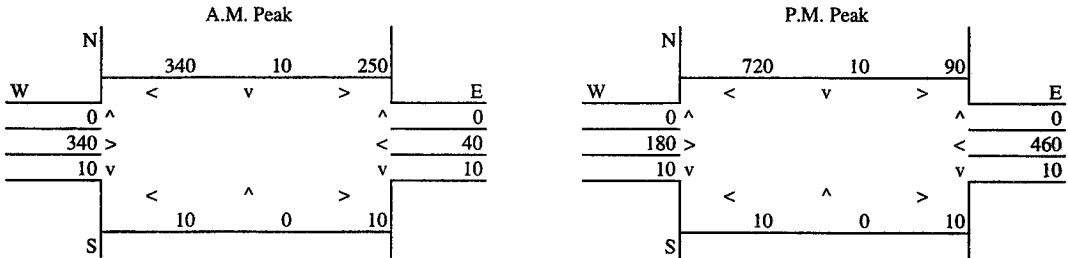 A.M. Peak P.M. Peak
N N
340 10 250 720 10 90
W < v > E W < v > E
0 ^ ^ 0 0 ^ ^ 0
340 > < 40 180 > < 460
10 v v 10 10 v v 10
< ^ > < ^ >
10 0 10 10 0 10
S S